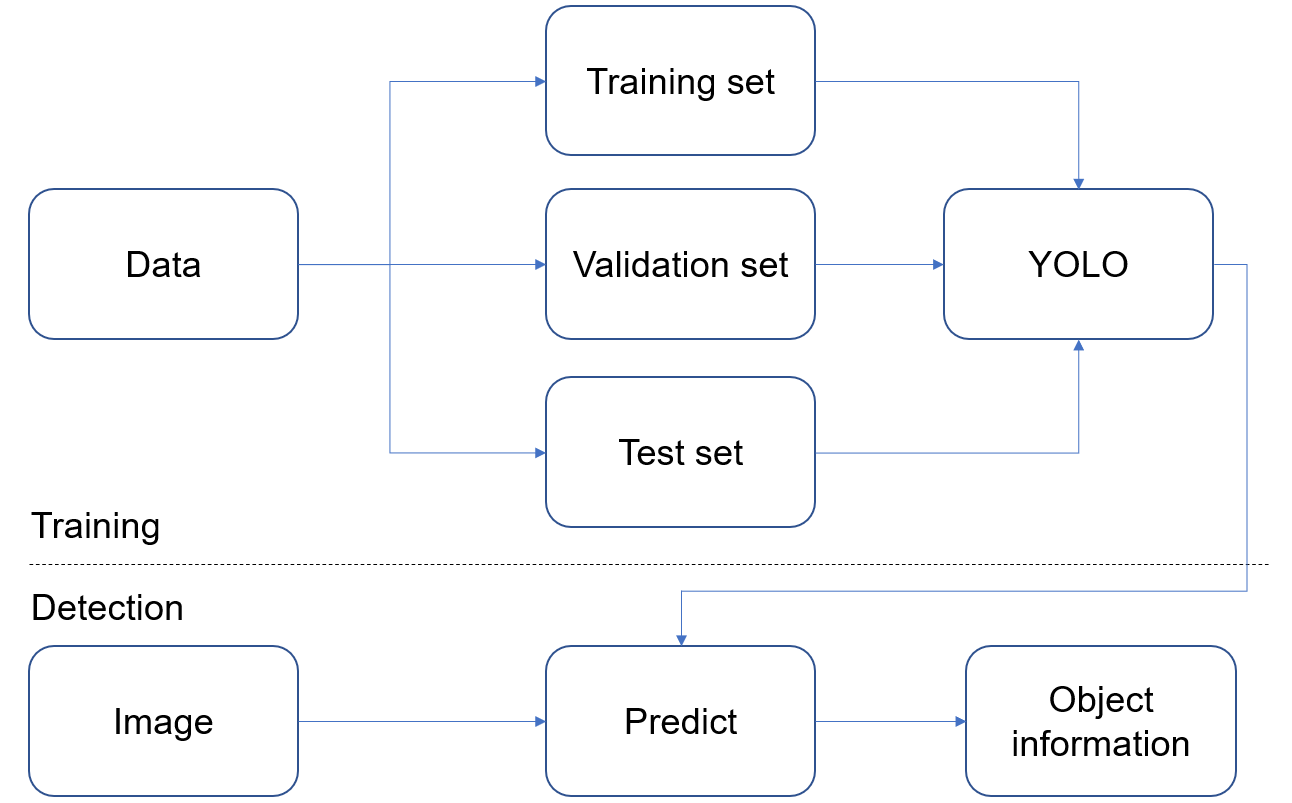 Training set
Data
Validation set
YOLO
Test set
Training
Detection
Image
Predict
Object
information